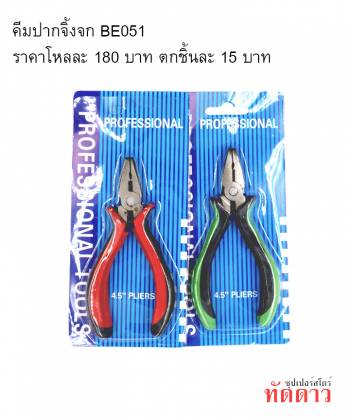 คีมปากจิ้งจก BE051
ราคาโหลละ 180 บาท ตกชิ้นละ 15 บาท
PROFESSIONAL
PROFESSIONAL
PROFESSIONAL TOOLS
4.5" PLIERS
4.5" PLIERS
ซุปเปอร์สโตร์
ทัดดาว